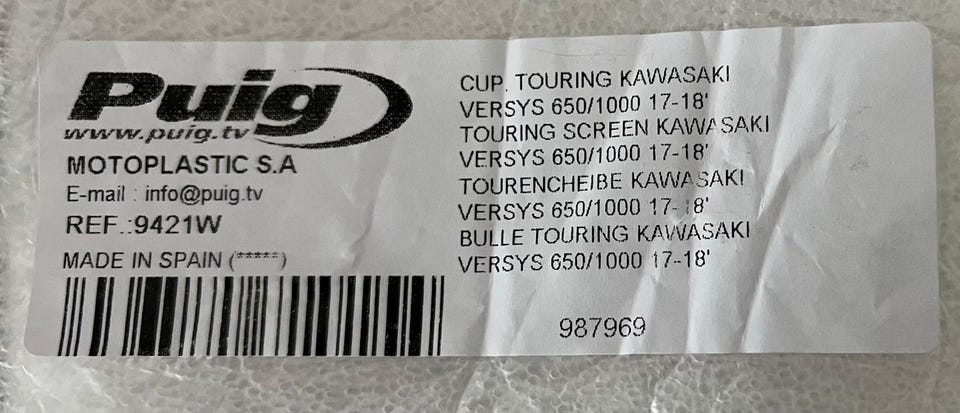 Puig
www.puig.tv
MOTOPLASTIC S.A
E-mail : info@puig.tv
REF.:9421W
MADE IN SPAIN (*****)
CUP. TOURING KAWASAKI
VERSYS 650/1000 17-18'
TOURING SCREEN KAWASAKI
VERSYS 650/1000 17-18'
TOURENCHEIBE KAWASAKI
VERSYS 650/1000 17-18'
BULLE TOURING KAWASAKI
VERSYS 650/1000 17-18'
987969